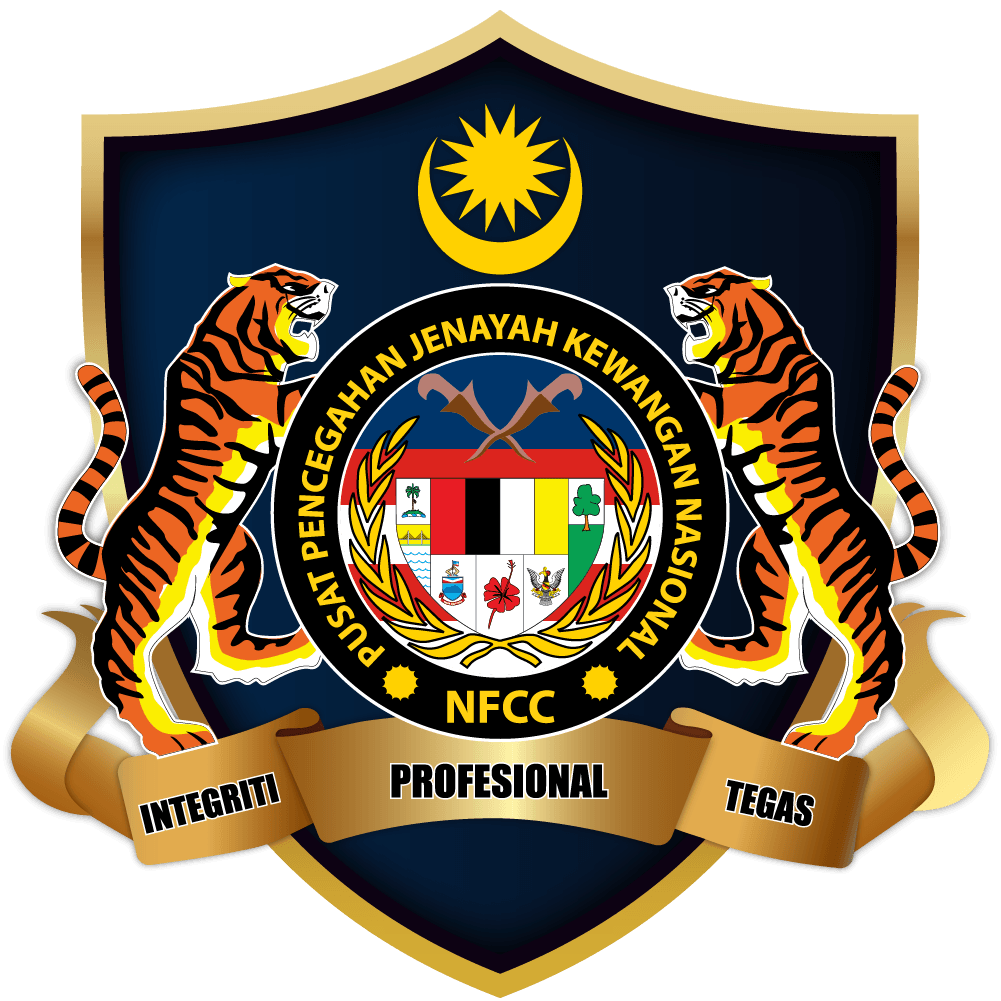 PUSAT PENCEGAHAN JENAYAH KEWANGAN NASIONAL
NFCC
INTEGRITI
PROFESIONAL
TEGAS